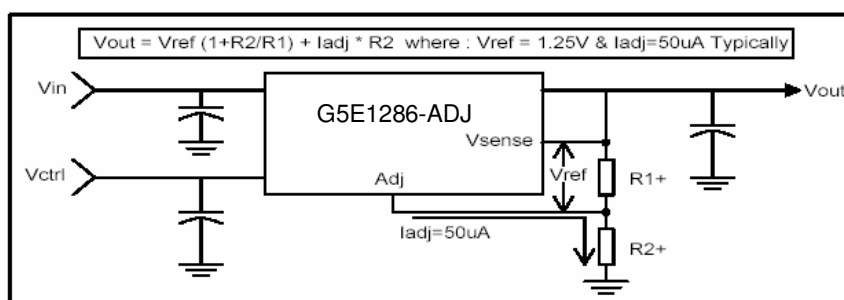 Vout = Vref (1+R2/R1) + Iadj * R2 where : Vref = 1.25V & Iadj=50uA Typically
Vin
G5E1286-ADJ
Vout
Vsense
Vctrl
Adj
Vref
R1+
Iadj=50uA
R2+